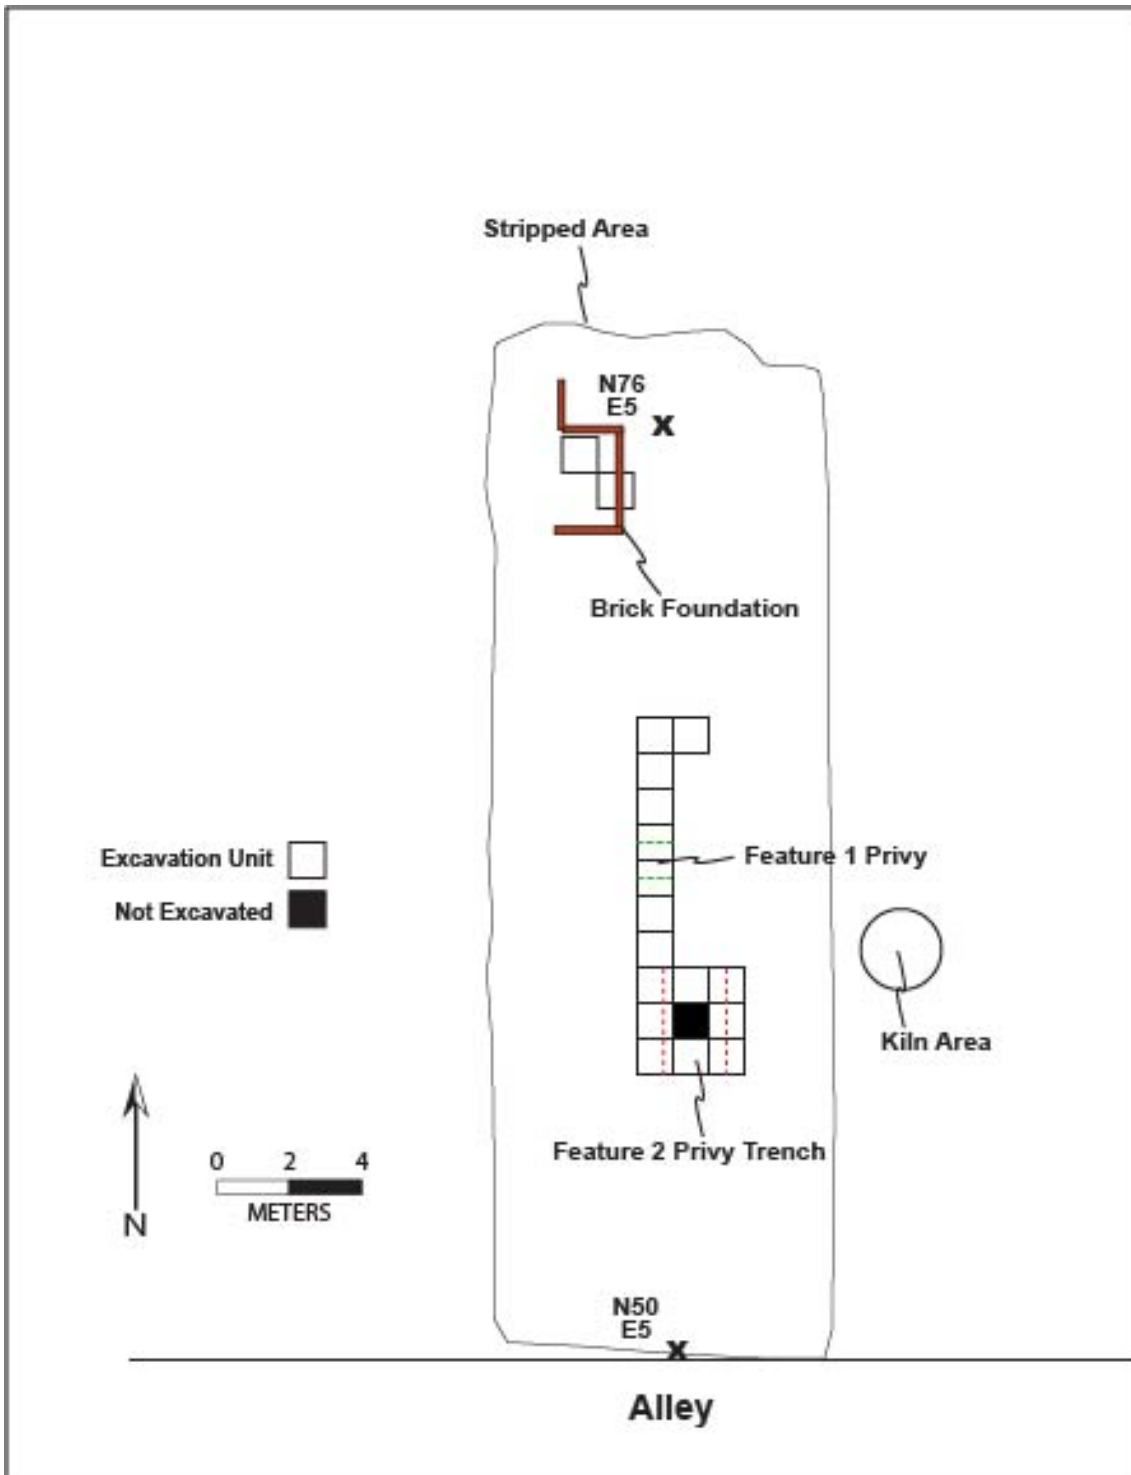 Stripped Area
N76
E5
X
Brick Foundation
Excavation Unit
Feature 1 Privy
Not Excavated
Kiln Area
Feature 2 Privy Trench
0 2 4
METERS
N
N50
E5
X
Alley